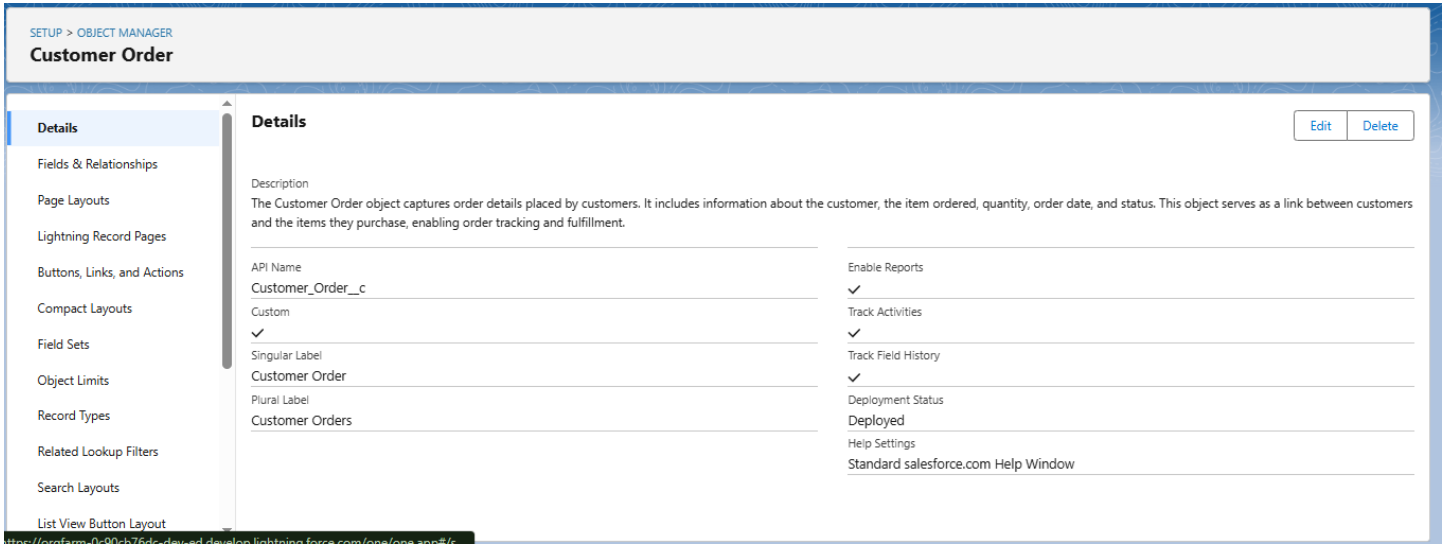 SETUP > OBJECT MANAGER
Customer Order
Details
Fields & Relationships
Page Layouts
Lightning Record Pages
Buttons, Links, and Actions
Compact Layouts
Field Sets
Object Limits
Record Types
Related Lookup Filters
Search Layouts
List View Button Layout
Details
Edit
Delete
Description
The Customer Order object captures order details placed by customers. It includes information about the customer, the item ordered, quantity, order date, and status. This object serves as a link between customers
and the items they purchase, enabling order tracking and fulfillment.
API Name
Customer_Order__c
Custom
Singular Label
Customer Order
Plural Label
Customer Orders
Enable Reports
Track Activities
Track Field History
Deployment Status
Deployed
Help Settings
Standard salesforce.com Help Window